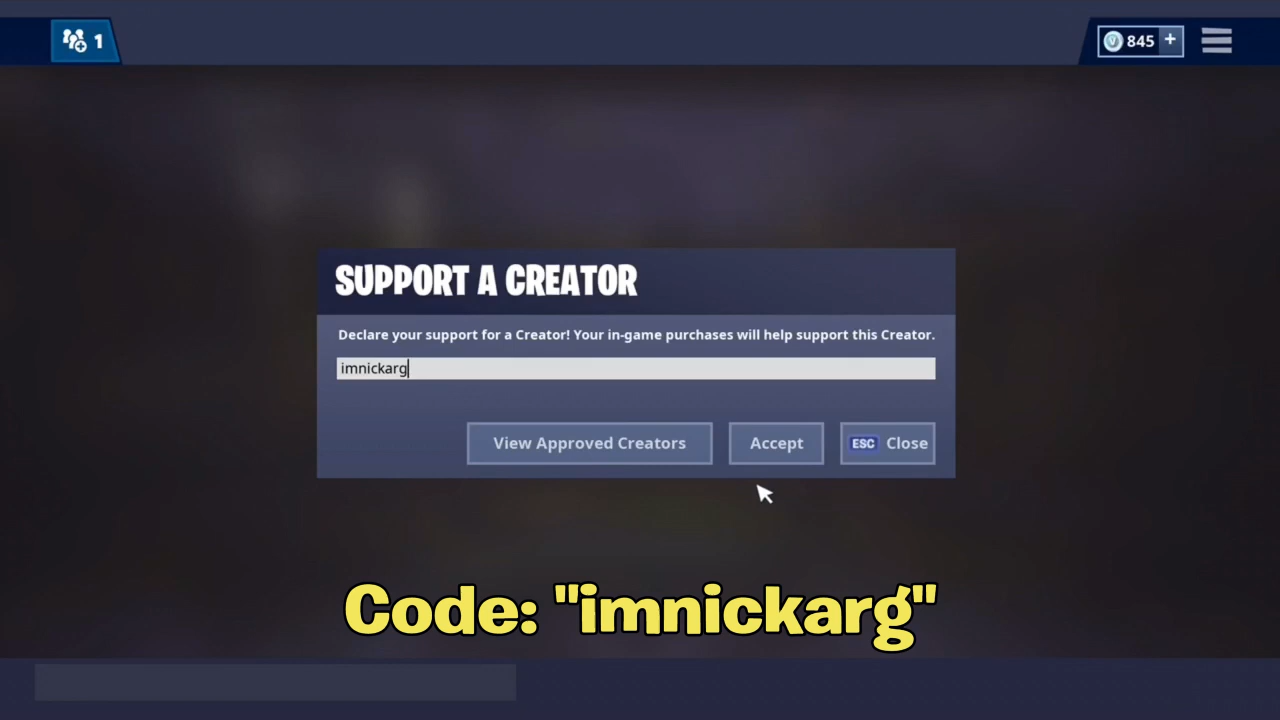 1
845 +
SUPPORT A CREATOR
Declare your support for a Creator! Your in-game purchases will help support this Creator.
imnickarg
View Approved Creators
Accept
ESC Close
Code: "imnickarg"